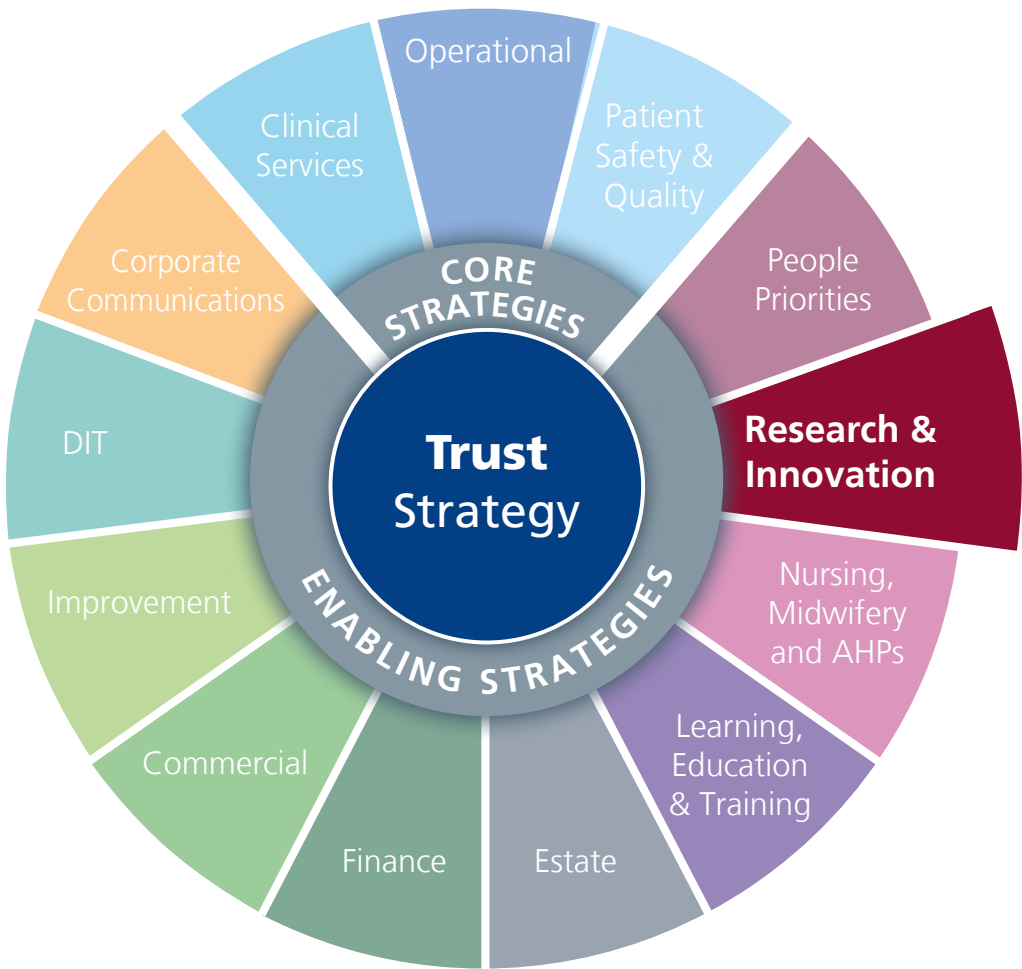 Operational
Patient
Safety &
Quality
People
Priorities
Research &
Innovation
Nursing,
Midwifery
and AHPs
Learning,
Education
& Training
Estate
Finance
Commercial
Improvement
DIT
Corporate
Communications
Clinical
Services
CORE
STRATEGIES
Trust
Strategy
ENABLING STRATEGIES